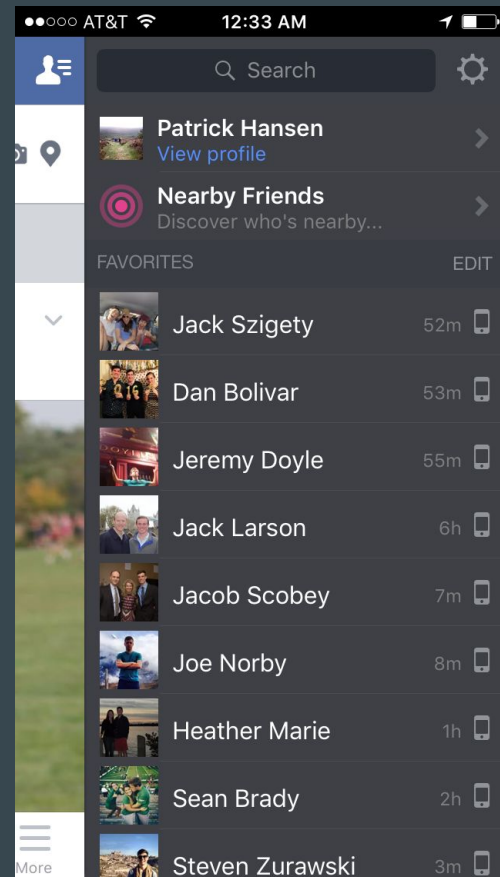 AT&T 12:33 AM
Search
Patrick Hansen
View profile
Nearby Friends
Discover who's nearby...
FAVORITES EDIT
Jack Szigety 52m
Dan Bolivar 53m
Jeremy Doyle 55m
Jack Larson 6h
Jacob Scobey 7m
Joe Norby 8m
Heather Marie 1h
Sean Brady 2h
Steven Zurawski 3m
More